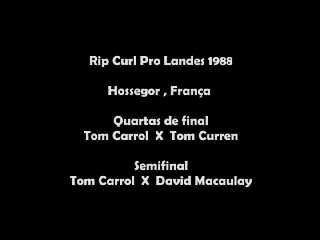 Rip Curl Pro Landes 1988
Hossegor , França
Quartas de final
Tom Carrol X Tom Curren
Semifinal
Tom Carrol X David Macaulay